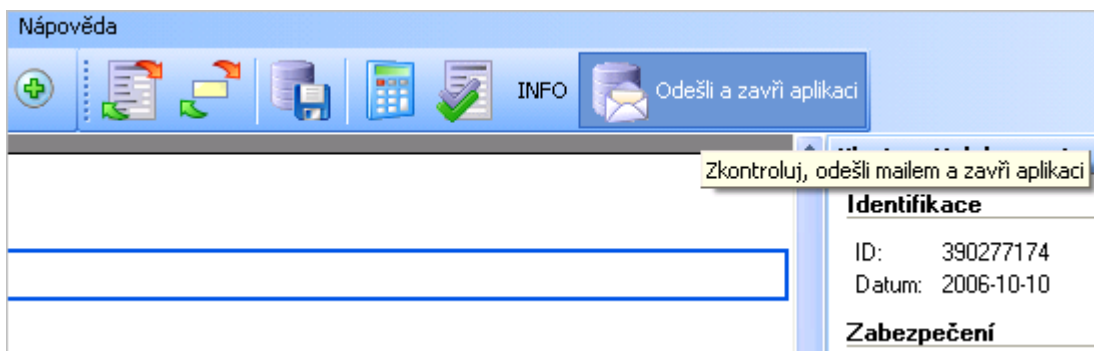 Nápověda
INFO
Odešli a zavři aplikaci
Zkontroluj, odešli mailem a zavři aplikaci
Identifikace
ID: 390277174
Datum: 2006-10-10
Zabezpečení